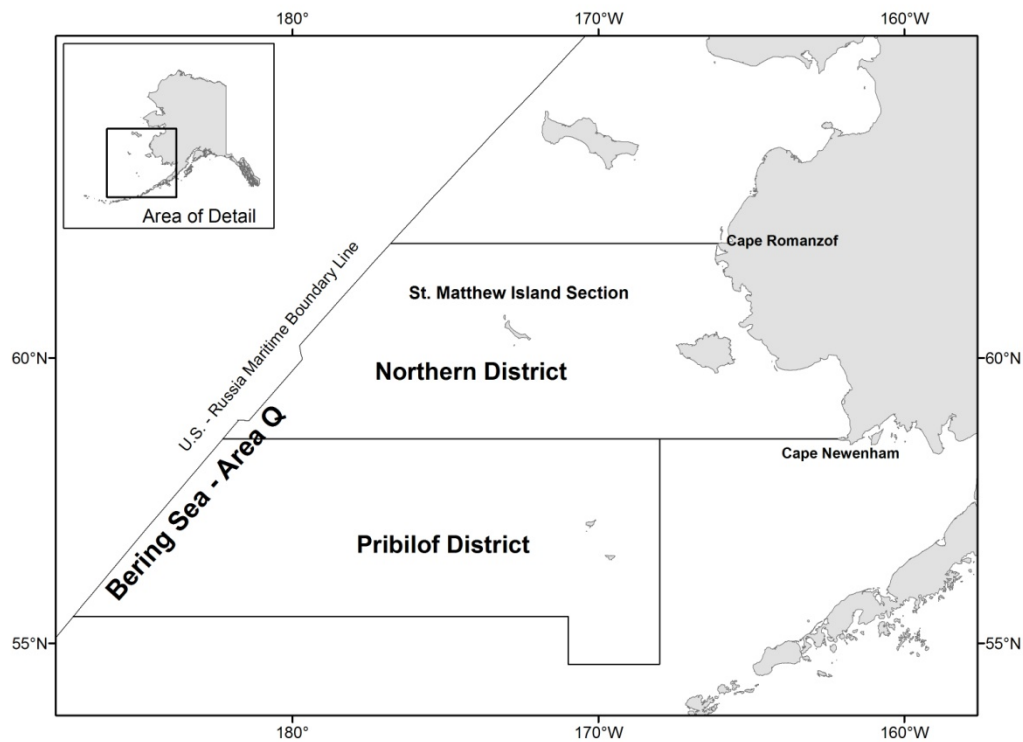 180°
170°W
160°W
Area of Detail
Cape Romanzof
St. Matthew Island Section
U.S. - Russia Maritime Boundary Line
60°N
60°N
Northern District
Bering Sea - Area Q
Cape Newenham
Pribilof District
55°N
55°N
180°
170°W
160°W